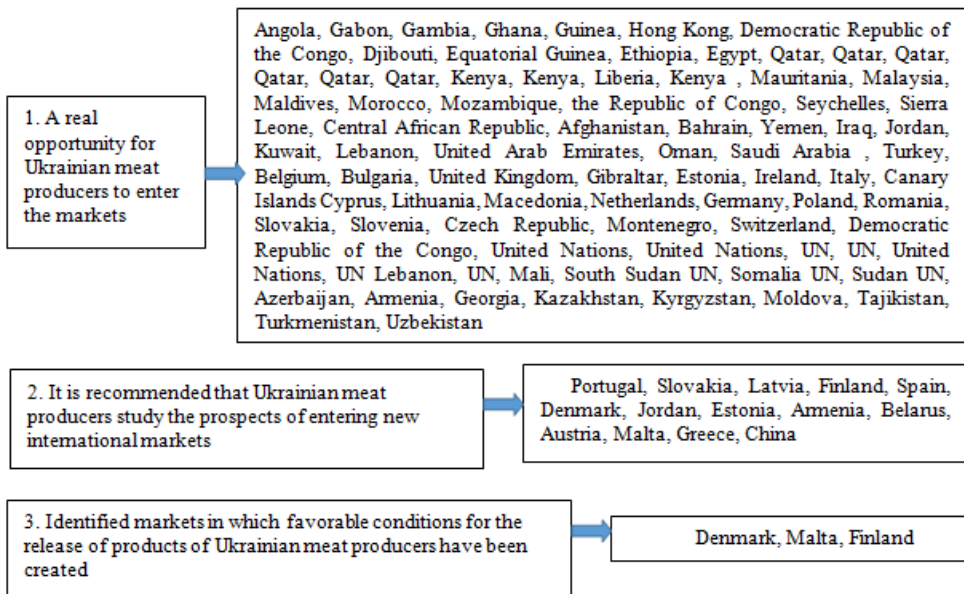 1. A real
opportunity for
Ukrainian meat
producers to enter
the markets
Angola, Gabon, Gambia, Ghana, Guinea, Hong Kong, Democratic Republic of
the Congo, Djibouti, Equatorial Guinea, Ethiopia, Egypt, Qatar, Qatar, Qatar,
Qatar, Qatar, Qatar, Kenya, Kenya, Liberia, Kenya , Mauritania, Malaysia,
Maldives, Morocco, Mozambique, the Republic of Congo, Seychelles, Sierra
Leone, Central African Republic, Afghanistan, Bahrain, Yemen, Iraq, Jordan,
Kuwait, Lebanon, United Arab Emirates, Oman, Saudi Arabia , Turkey,
Belgium, Bulgaria, United Kingdom, Gibraltar, Estonia, Ireland, Italy, Canary
Islands Cyprus, Lithuania, Macedonia, Netherlands, Germany, Poland, Romania,
Slovakia, Slovenia, Czech Republic, Montenegro, Switzerland, Democratic
Republic of the Congo, United Nations, United Nations, UN, UN, United
Nations, UN Lebanon, UN, Mali, South Sudan UN, Somalia UN, Sudan UN,
Azerbaijan, Armenia, Georgia, Kazakhstan, Kyrgyzstan, Moldova, Tajikistan,
Turkmenistan, Uzbekistan
2. It is recommended that Ukrainian meat
producers study the prospects of entering new
international markets
Portugal, Slovakia, Latvia, Finland, Spain,
Denmark, Jordan, Estonia, Armenia, Belarus,
Austria, Malta, Greece, China
3. Identified markets in which favorable conditions for the
release of products of Ukrainian meat producers have been
created
Denmark, Malta, Finland